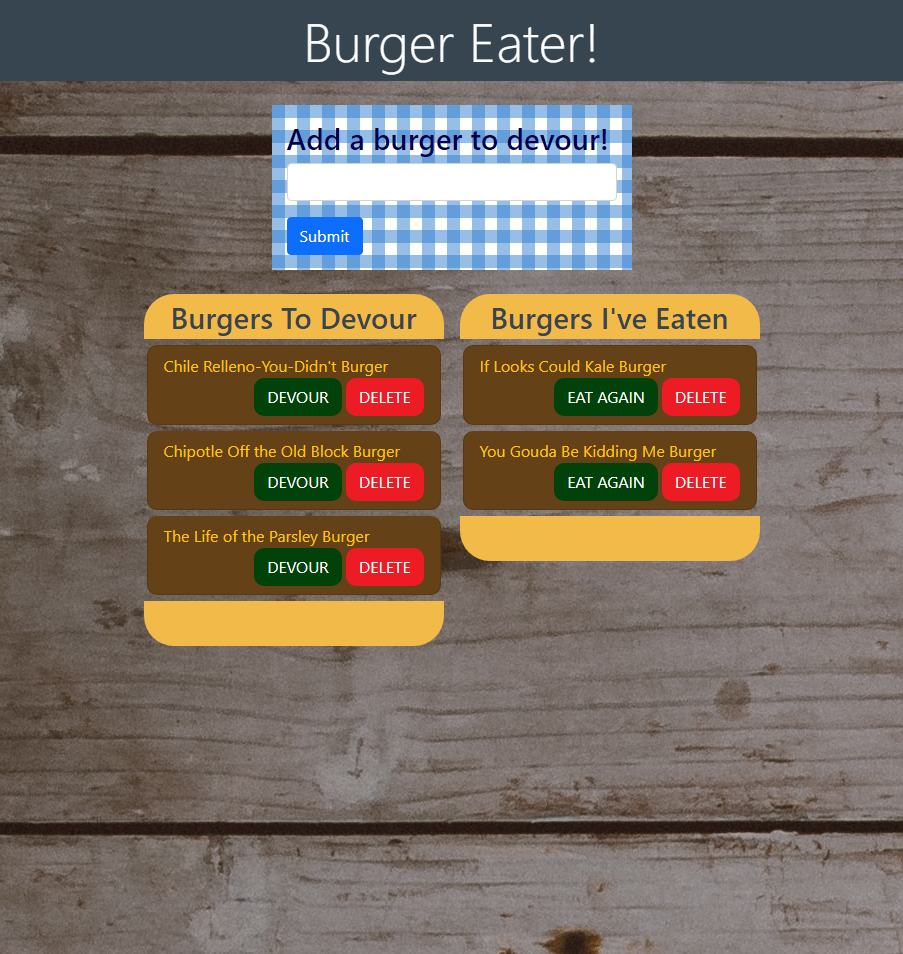 Burger Eater!
Add a burger to devour!
Submit
Burgers To Devour
Chile Relleno-You-Didn't Burger
DEVOUR DELETE
Chipotle Off the Old Block Burger
DEVOUR DELETE
The Life of the Parsley Burger
DEVOUR DELETE
Burgers I've Eaten
If Looks Could Kale Burger
EAT AGAIN DELETE
You Gouda Be Kidding Me Burger
EAT AGAIN DELETE